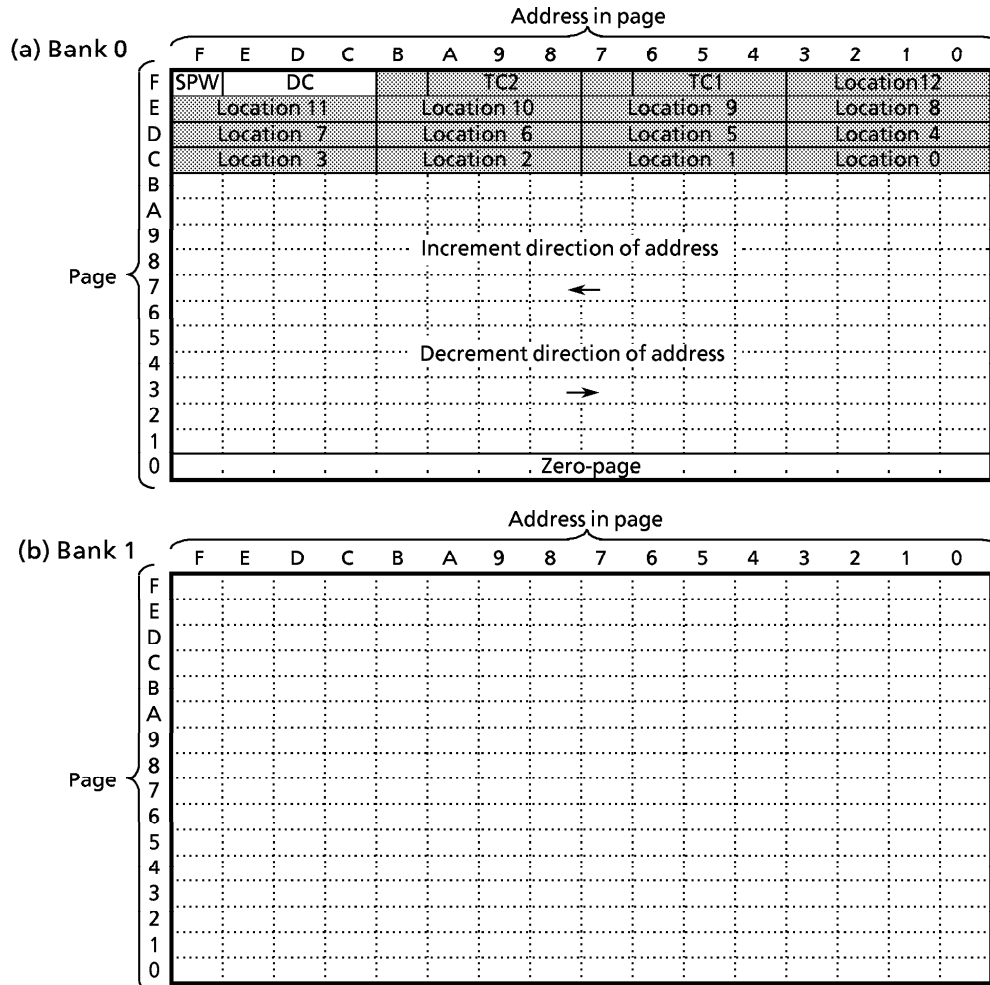 Address in page
(a) Bank 0
F E D C B A 9 8 7 6 5 4 3 2 1 0
F SPW DC TC2 TC1 Location12
E Location 11 Location 10 Location 9 Location 8
D Location 7 Location 6 Location 5 Location 4
C Location 3 Location 2 Location 1 Location 0
B
A
9
Increment direction of address
8
Page
7
6
5
Decrement direction of address
4
3
2
1
0 Zero-page
Address in page
(b) Bank 1
F E D C B A 9 8 7 6 5 4 3 2 1 0
F
E
D
C
B
A
9
8
Page
7
6
5
4
3
2
1
0